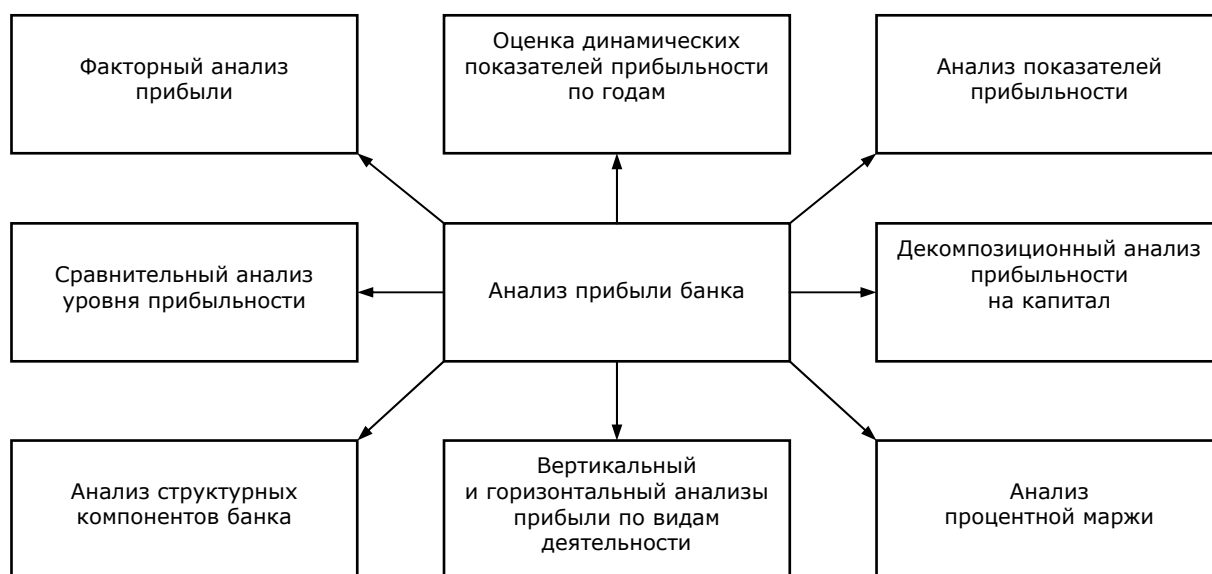 Факторный анализ
прибыли
Оценка динамических
показателей прибыльности
по годам
Анализ показателей
прибыльности
Сравнительный анализ
уровня прибыльности
Анализ прибыли банка
Декомпозиционный анализ
прибыльности
на капитал
Анализ структурных
компонентов банка
Вертикальный
и горизонтальный анализы
прибыли по видам
деятельности
Анализ
процентной маржи